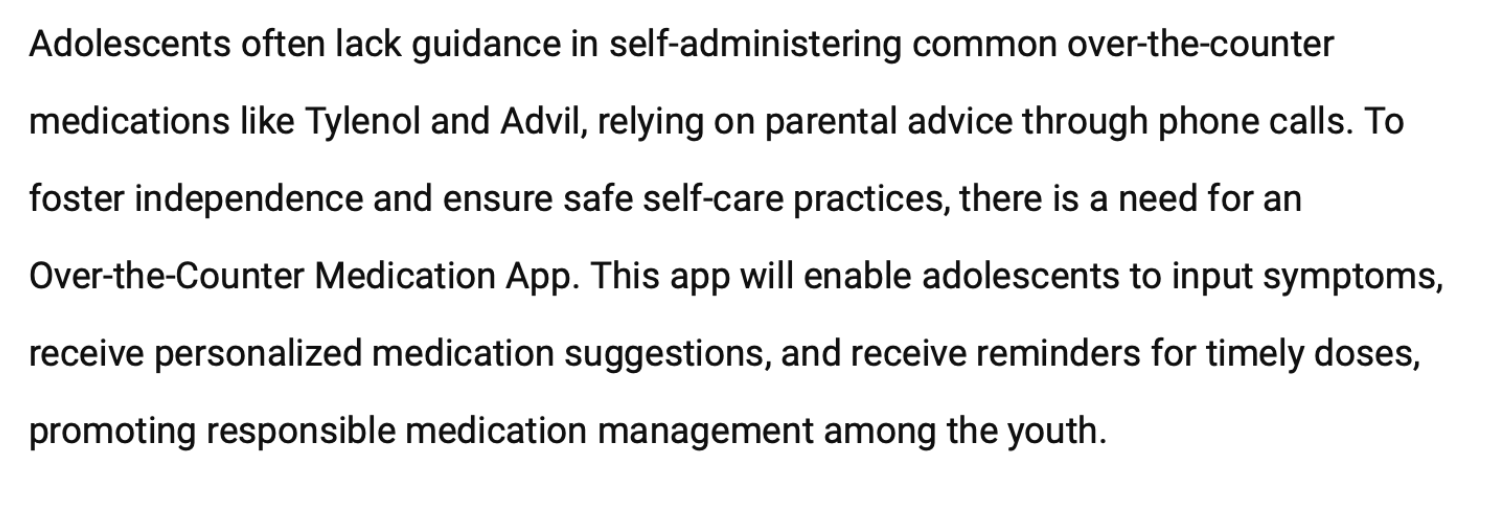 Adolescents often lack guidance in self-administering common over-the-counter
medications like Tylenol and Advil, relying on parental advice through phone calls. To
foster independence and ensure safe self-care practices, there is a need for an
Over-the-Counter Medication App. This app will enable adolescents to input symptoms,
receive personalized medication suggestions, and receive reminders for timely doses,
promoting responsible medication management among the youth.